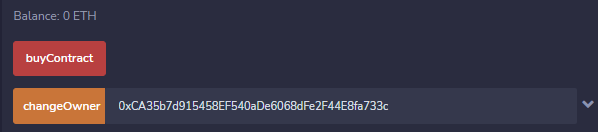 Balance: 0 ETH
buyContract
changeOwner 0xCA35b7d915458EF540aDe6068dFe2F44E8fa733c